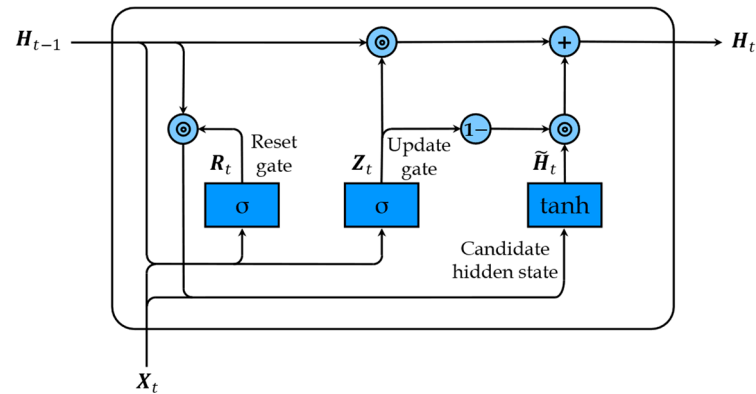 H_{t−1}
H_t
+
1−
Reset
gate
R_t
Update
gate
Z_t
H̃_t
σ
σ
tanh
Candidate
hidden state
X_t